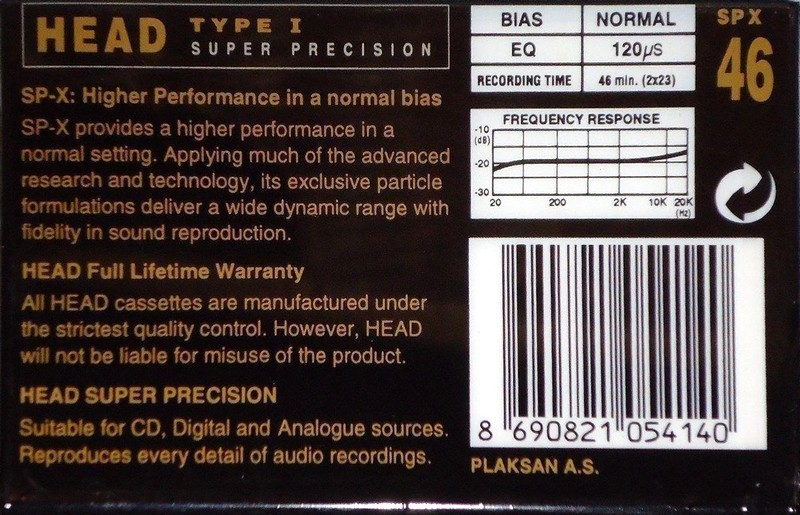 HEAD TYPE I
SUPER PRECISION
SP-X: Higher Performance in a normal bias
SP-X provides a higher performance in a
normal setting. Applying much of the advanced
research and technology, its exclusive particle
formulations deliver a wide dynamic range with
fidelity in sound reproduction.
HEAD Full Lifetime Warranty
All HEAD cassettes are manufactured under
the strictest quality control. However, HEAD
will not be liable for misuse of the product.
HEAD SUPER PRECISION
Suitable for CD, Digital and Analogue sources.
Reproduces every detail of audio recordings.
BIAS NORMAL
EQ 120µS
RECORDING TIME 46 min. (2x23)
SPX
46
FREQUENCY RESPONSE
-10
(dB)
-20
-30
20 200 2K 10K 20K
(Hz)
8 690821 054140
PLAKSAN A.S.